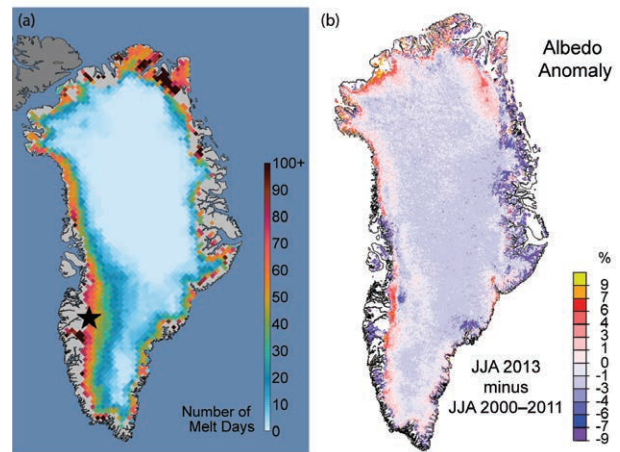 (a)
100+
90
80
70
60
50
40
30
20
10
0
Number of
Melt Days
(b)
Albedo
Anomaly
%
9
7
6
4
3
1
0
-1
-3
-4
-6
-7
-9
JJA 2013
minus
JJA 2000–2011